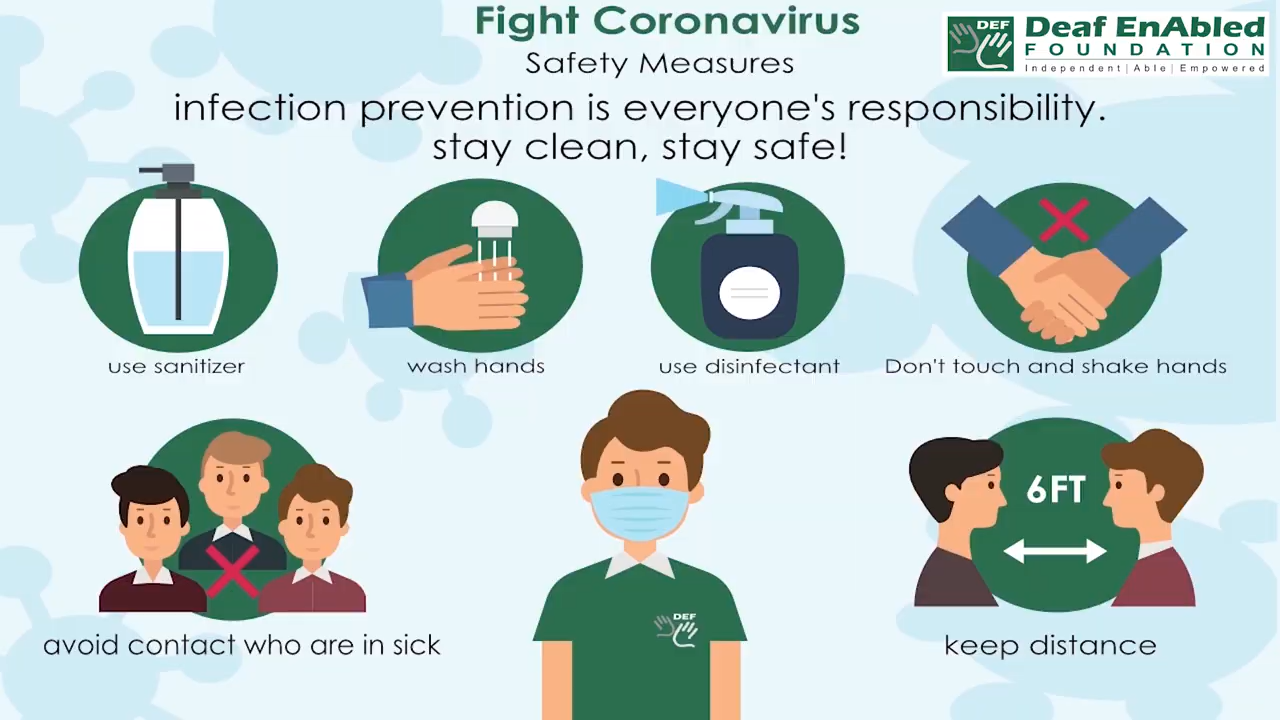 Fight Coronavirus
Safety Measures
DEF
Deaf EnAbled
FOUNDATION
Independent | Able | Empowered
infection prevention is everyone's responsibility.
stay clean, stay safe!
use sanitizer
wash hands
use disinfectant
Don't touch and shake hands
6FT
DEF
avoid contact who are in sick
keep distance